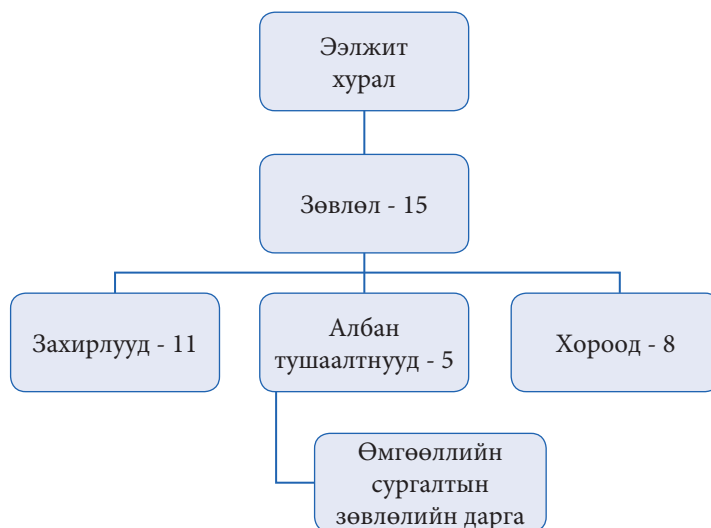 Ээлжит
хурал
Зөвлөл - 15
Захирлууд - 11
Албан
тушаалтнууд - 5
Хороод - 8
Өмгөөллийн
сургалтын
зөвлөлийн дарга